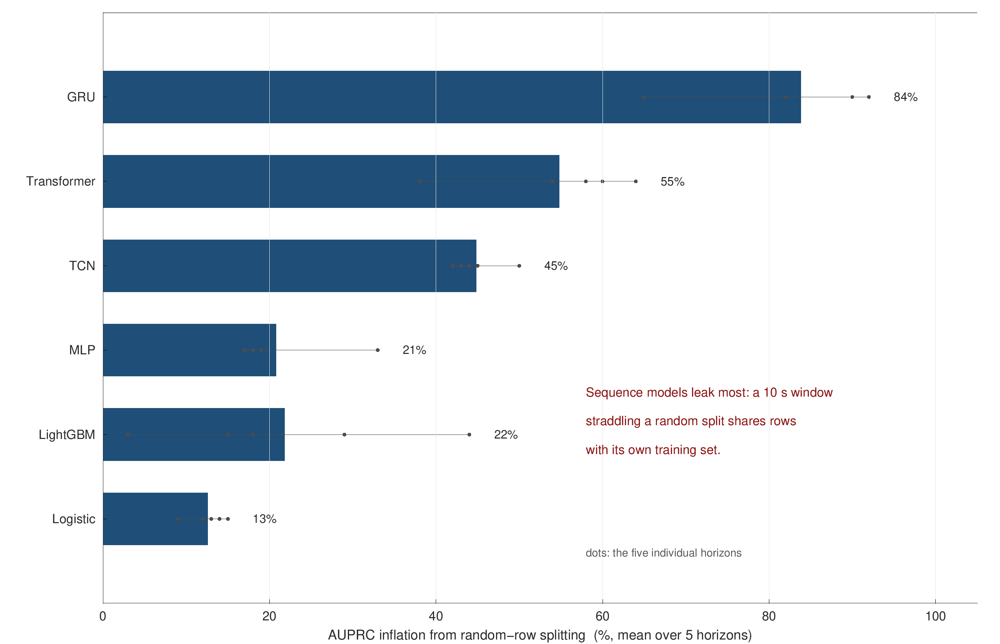 GRU
84%
Transformer
55%
TCN
45%
MLP
21%
Sequence models leak most: a 10 s window
straddling a random split shares rows
with its own training set.
LightGBM
22%
Logistic
13%
dots: the five individual horizons
0 20 40 60 80 100
AUPRC inflation from random−row splitting (%, mean over 5 horizons)